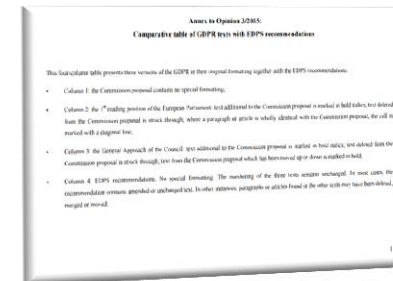 Annex to Opinion 3/2015:
Comparative table of GDPR texts with EDPS recommendations
This four-column table presents three versions of the GDPR in their original formatting together with the EDPS recommendations:
• Column 1: the Commission proposal contains no special formatting;
• Column 2: the 1st reading position of the European Parliament: text additional to the Commission proposal is marked in bold italics, text deleted
from the Commission proposal is struck through; where a paragraph or article is wholly identical with the Commission proposal, the cell is
marked with a diagonal line;
• Column 3: the General Approach of the Council: text additional to the Commission proposal is marked in bold italics; text deleted from the
Commission proposal is struck through; text from the Commission proposal which has been moved up or down is marked in bold.
• Column 4: EDPS recommendations. No special formatting. The numbering of the three texts remains unchanged. In most cases the
recommendation contains amended or unchanged text. In other instances, paragraphs or articles found in the other texts may have been deleted,
merged or moved.
1